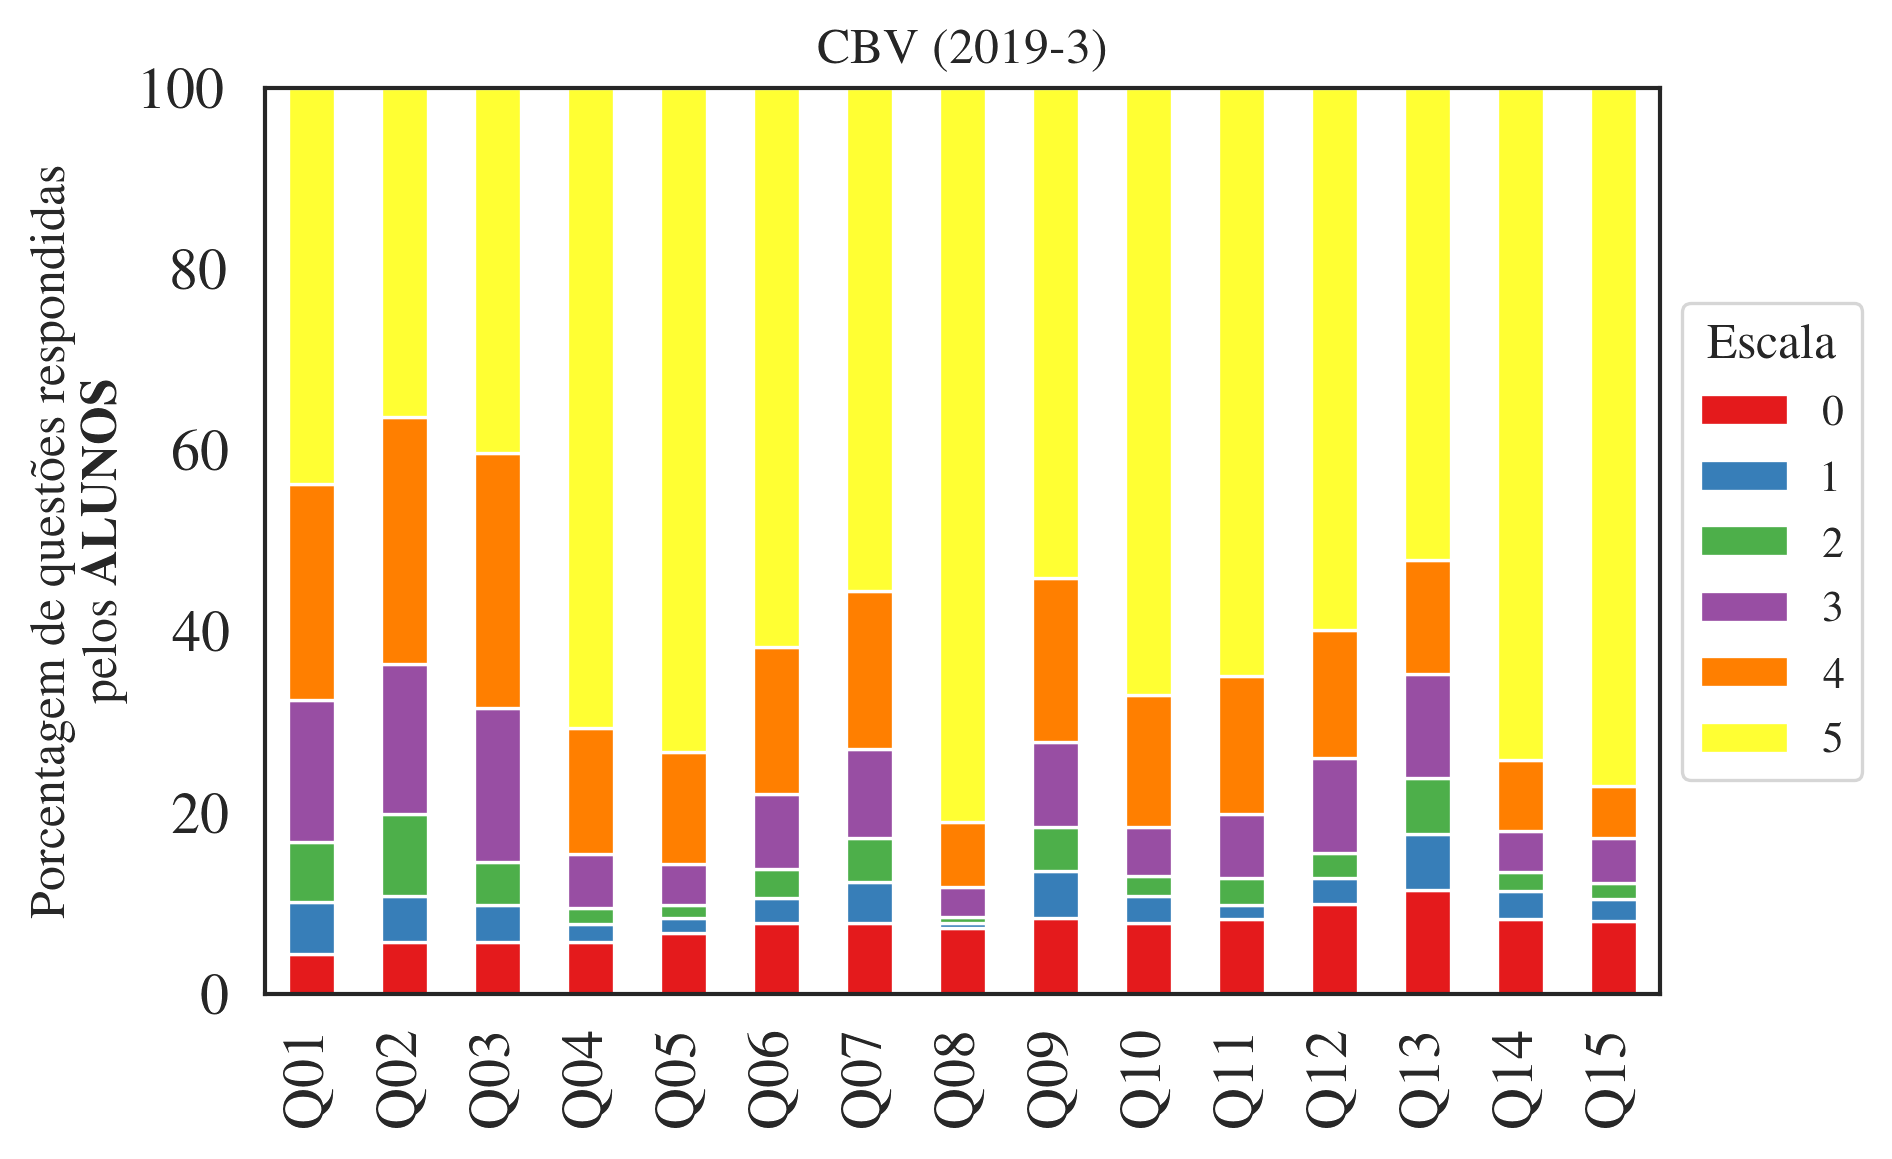 CBV (2019-3)
Porcentagem de questões respondidas
pelos ALUNOS
100
80
60
40
20
0
Q01
Q02
Q03
Q04
Q05
Q06
Q07
Q08
Q09
Q10
Q11
Q12
Q13
Q14
Q15
Escala
0
1
2
3
4
5